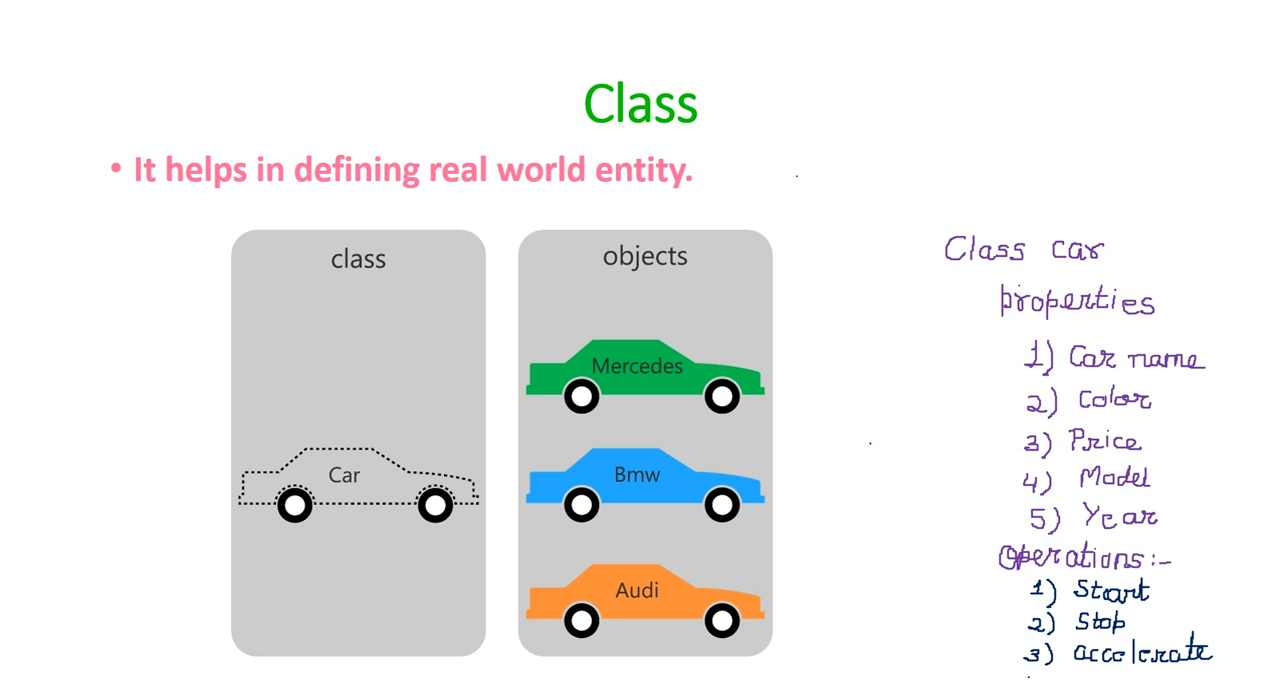 Class
• It helps in defining real world entity.
class
Car
objects
Mercedes
Bmw
Audi
Class car
properties
1) Car name
2) Color
3) Price
4) Model
5) Year
Operations:-
1) Start
2) Stop
3) accelerate